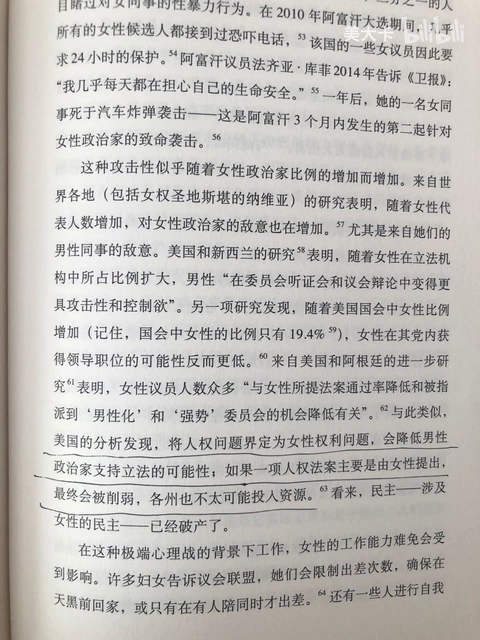 目睹过对女同事的性暴力行为。在2010年阿富汗大选期间,几乎
所有的女性候选人都接到过恐吓电话,53 该国的一些女议员因此要
求24小时的保护。54 阿富汗议员法齐亚·库菲2014年告诉《卫报》:
“我几乎每天都在担心自己的生命安全。”55 一年后,她的一名女同
事死于汽车炸弹袭击——这是阿富汗3个月内发生的第二起针对
女性政治家的致命袭击。56
这种攻击性似乎随着女性政治家比例的增加而增加。来自世
界各地(包括女权圣地斯堪的纳维亚)的研究表明,随着女性代
表人数增加,对女性政治家的敌意也在增加。57 尤其是来自她们的
男性同事的敌意。美国和新西兰的研究58 表明,随着女性在立法机
构中所占比例扩大,男性“在委员会听证会和议会辩论中变得更
具攻击性和控制欲”。另一项研究发现,随着美国国会中女性比例
增加(记住,国会中女性的比例只有19.4%59),女性在其党内获
得领导职位的可能性反而更低。60 来自美国和阿根廷的进一步研
究61 表明,女性议员人数众多“与女性所提法案通过率降低和被指
派到‘男性化’和‘强势’委员会的机会降低有关”。62 与此类似,
美国的分析发现,将人权问题界定为女性权利问题,会降低男性
政治家支持立法的可能性;如果一项人权法案主要是由女性提出,
最终会被削弱,各州也不太可能投入资源。63 看来,民主——涉及
女性的民主——已经破产了。
在这种极端心理战的背景下工作,女性的工作能力难免会受
到影响。许多妇女告诉议会联盟,她们会限制出差次数,确保在
天黑前回家,或只有在有人陪同时才出差。64 还有一些人进行自我